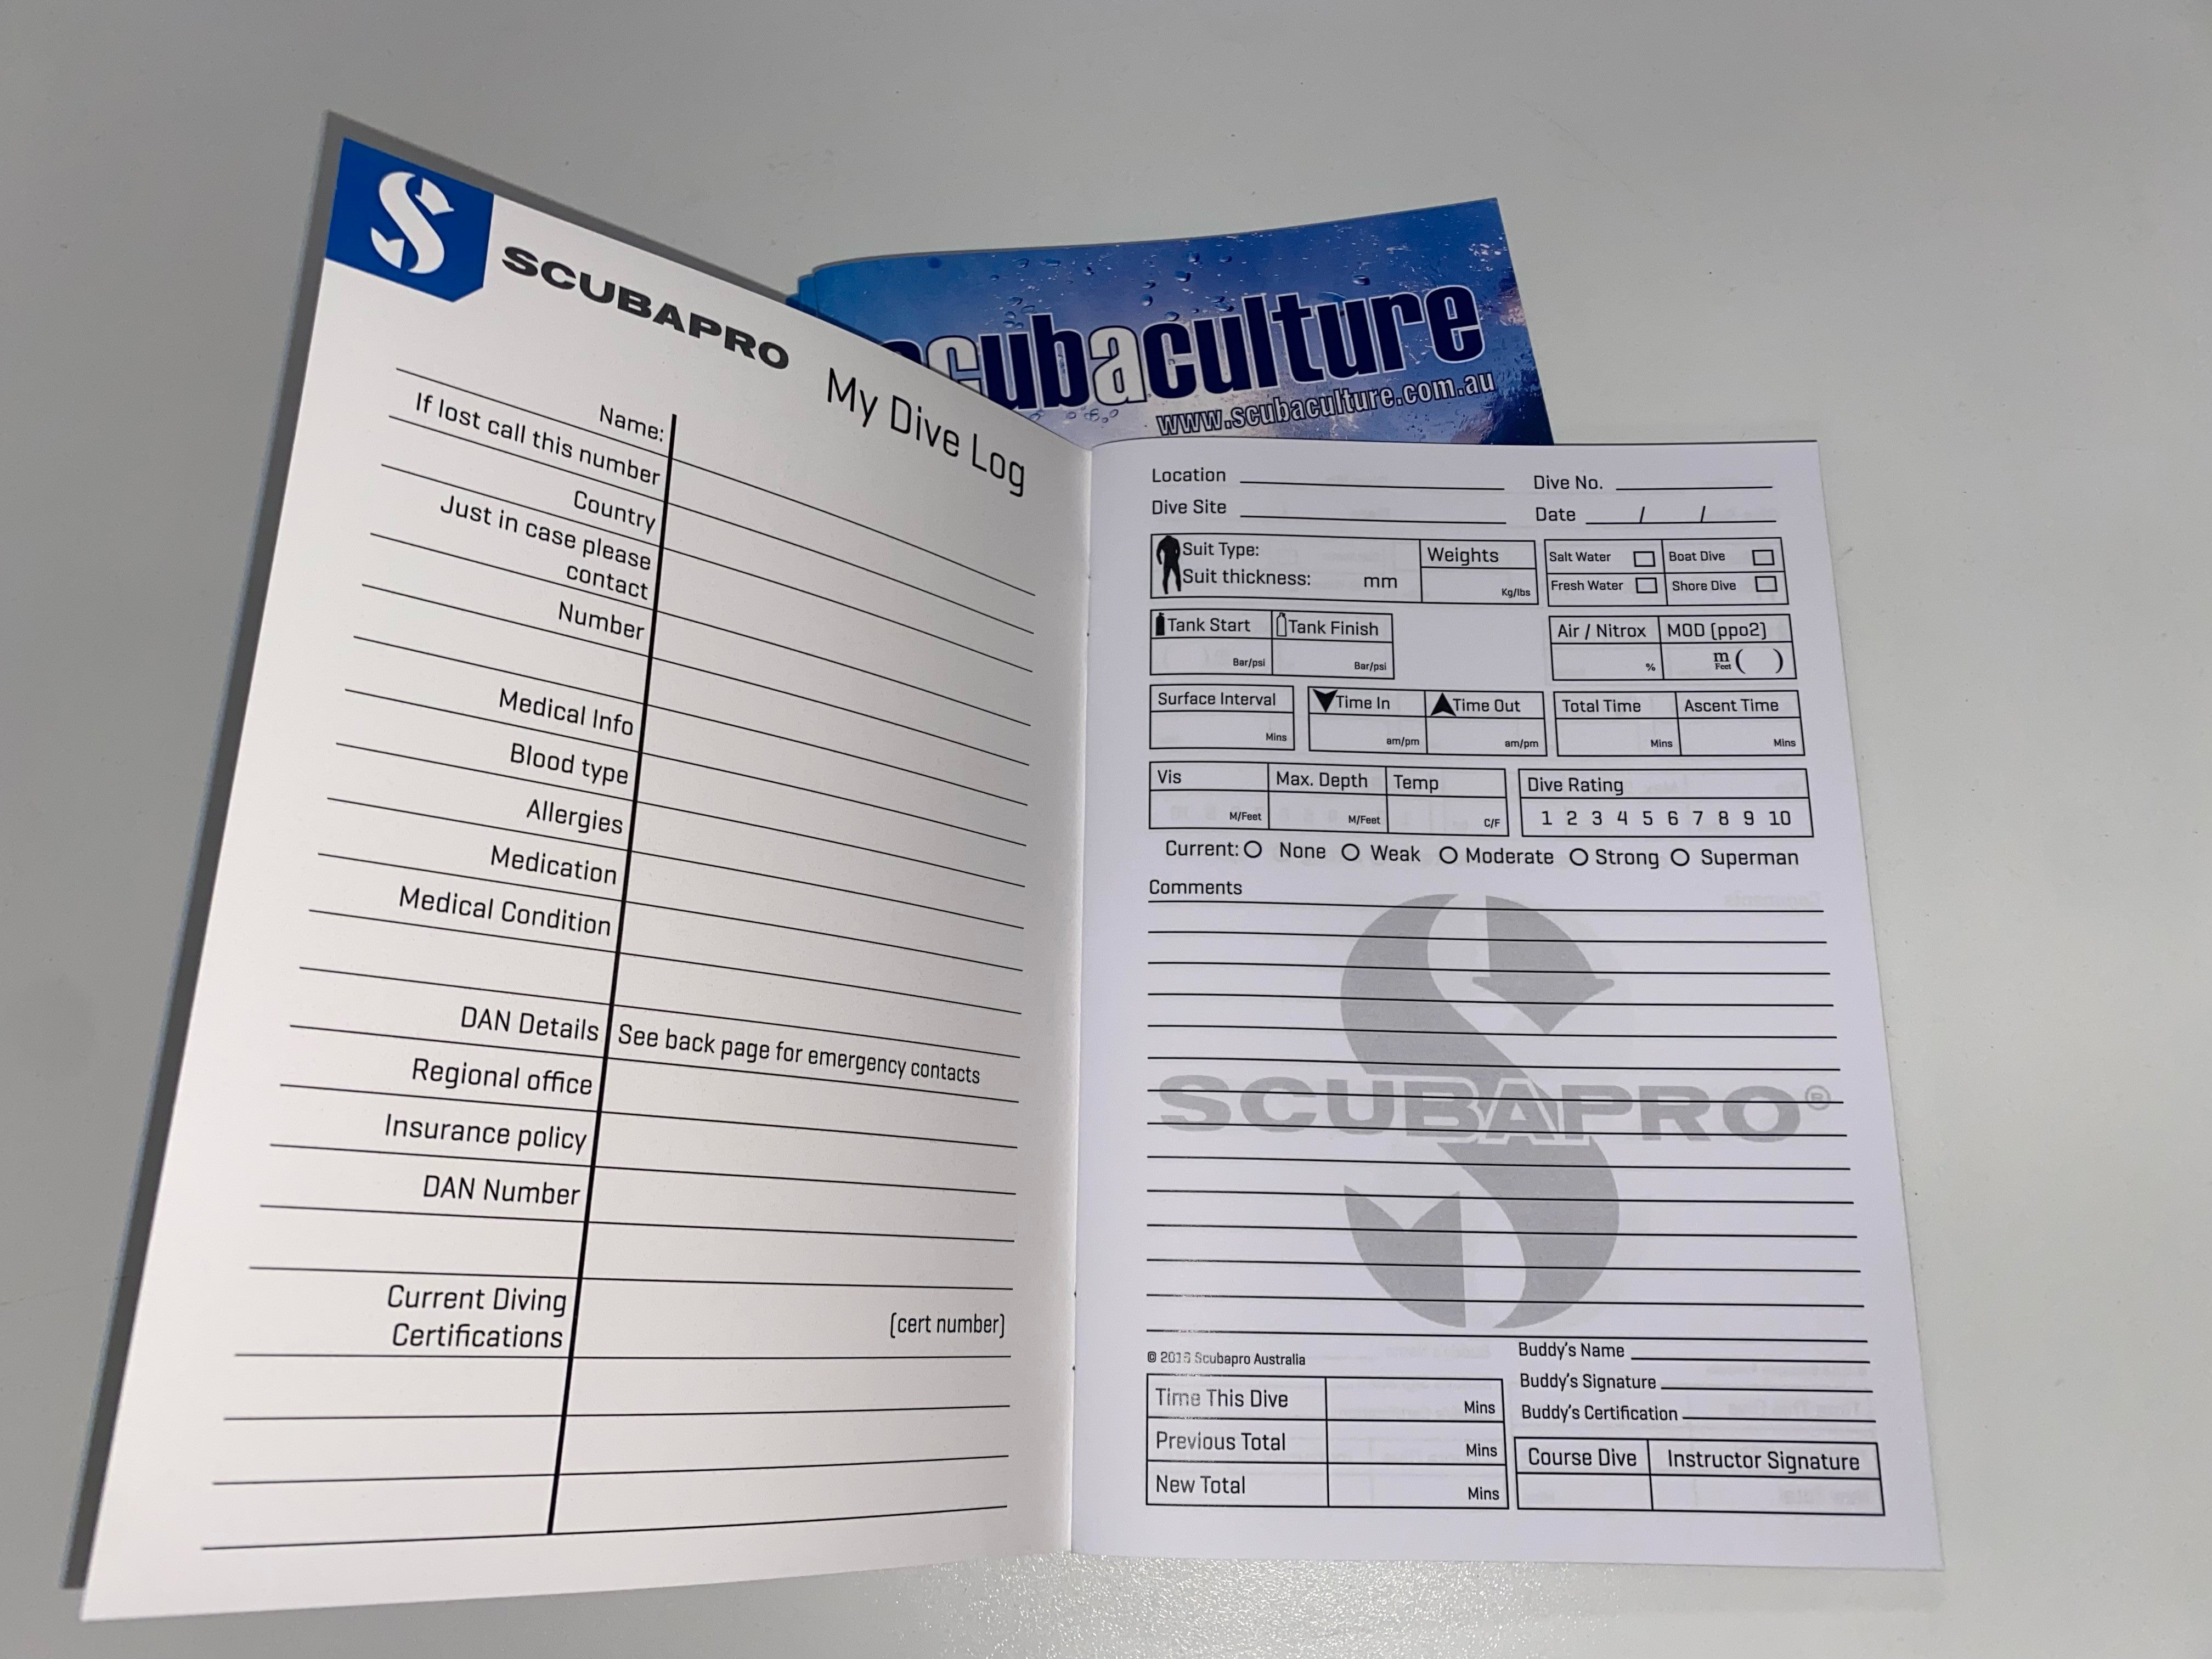 S
SCUBAPRO
My Dive Log
Name:
If lost call this number
Country
Just in case please
contact
Number
Medical Info
Blood type
Allergies
Medication
Medical Condition
DAN Details See back page for emergency contacts
Regional office
Insurance policy
DAN Number
Current Diving
Certifications (cert number)
scubaculture
www.scubaculture.com.au
Location Dive No.
Dive Site Date / /
Suit Type: Weights
Suit thickness: mm Kg/lbs
Salt Water Boat Dive
Fresh Water Shore Dive
Tank Start Tank Finish Air / Nitrox MOD (ppo2)
Bar/psi Bar/psi % m Feet ( )
Surface Interval Time In Time Out Total Time Ascent Time
Mins am/pm am/pm Mins Mins
Vis Max. Depth Temp Dive Rating
M/Feet M/Feet C/F 1 2 3 4 5 6 7 8 9 10
Current: None Weak Moderate Strong Superman
Comments
SCUBAPRO®
© Scubapro Australia
Buddy's Name
Buddy's Signature
Buddy's Certification
Time This Dive Mins
Previous Total Mins
New Total Mins
Course Dive Instructor Signature